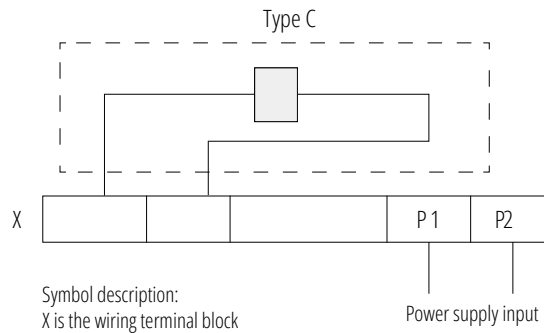 Type C
X
P 1
P2
Symbol description:
X is the wiring terminal block
Power supply input